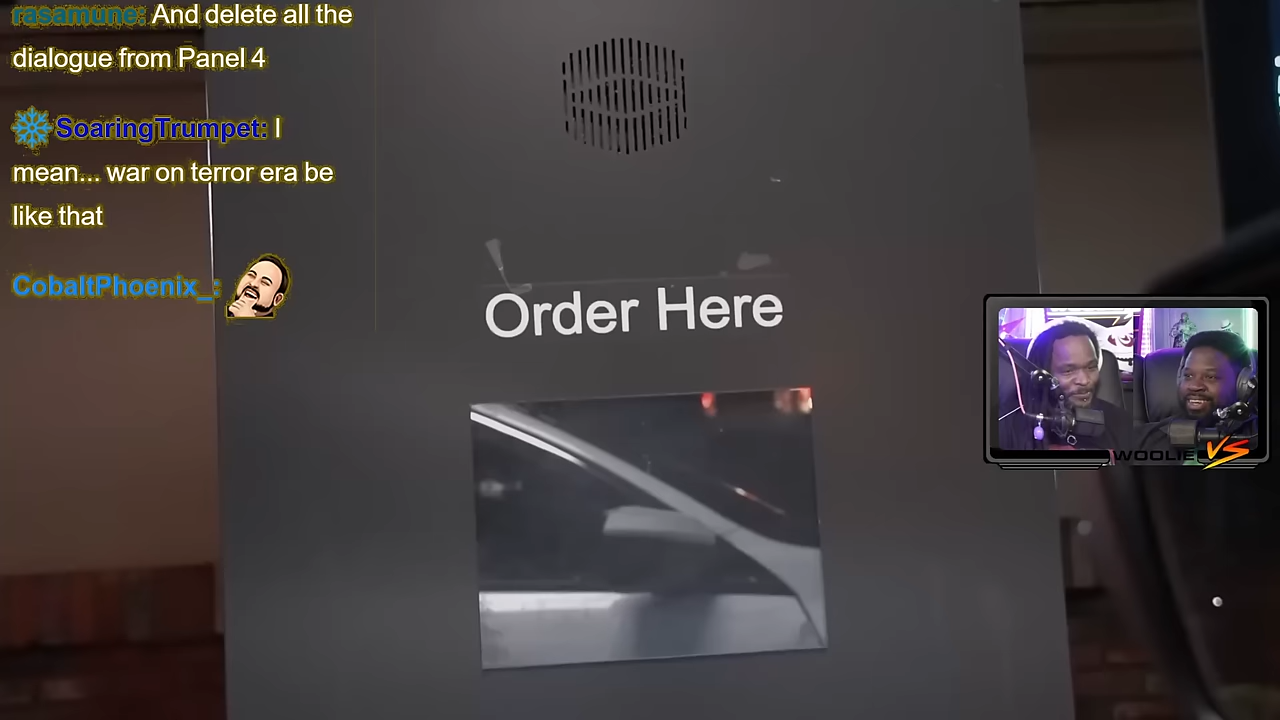 rasamune: And delete all the
dialogue from Panel 4
SoaringTrumpet: I
mean... war on terror era be
like that
CobaltPhoenix_:
Order Here
WOOLIE VS